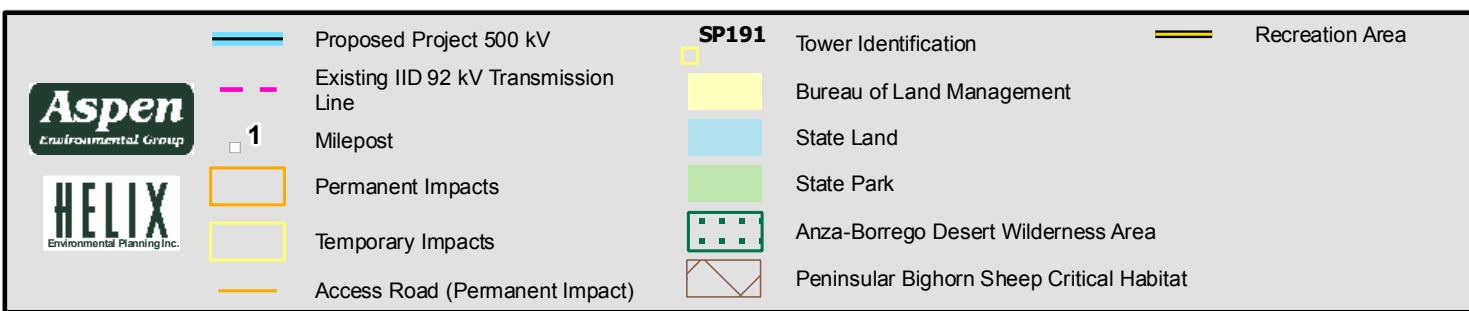 Aspen
Environmental Group
HELIX
Environmental Planning Inc.
Proposed Project 500 kV
Existing IID 92 kV Transmission
Line
1
Milepost
Permanent Impacts
Temporary Impacts
Access Road (Permanent Impact)
SP191
Tower Identification
Bureau of Land Management
State Land
State Park
Anza-Borrego Desert Wilderness Area
Peninsular Bighorn Sheep Critical Habitat
Recreation Area